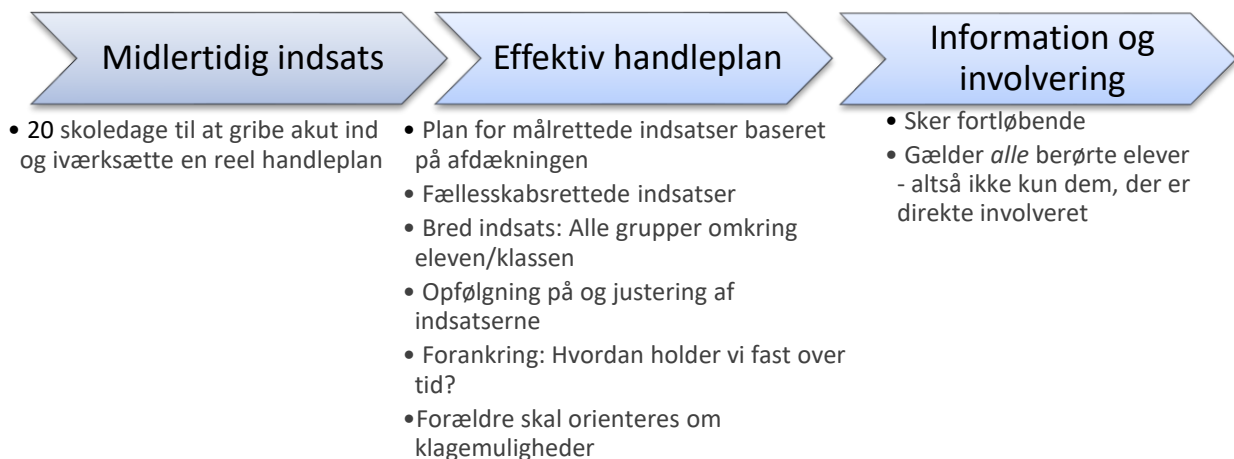 Midlertidig indsats
• 20 skoledage til at gribe akut ind
og iværksætte en reel handleplan
Effektiv handleplan
• Plan for målrettede indsatser baseret
på afdækningen
• Fællesskabsrettede indsatser
• Bred indsats: Alle grupper omkring
eleven/klassen
• Opfølgning på og justering af
indsatserne
• Forankring: Hvordan holder vi fast over
tid?
•Forældre skal orienteres om
klagemuligheder
Information og
involvering
• Sker fortløbende
• Gælder alle berørte elever
- altså ikke kun dem, der er
direkte involveret